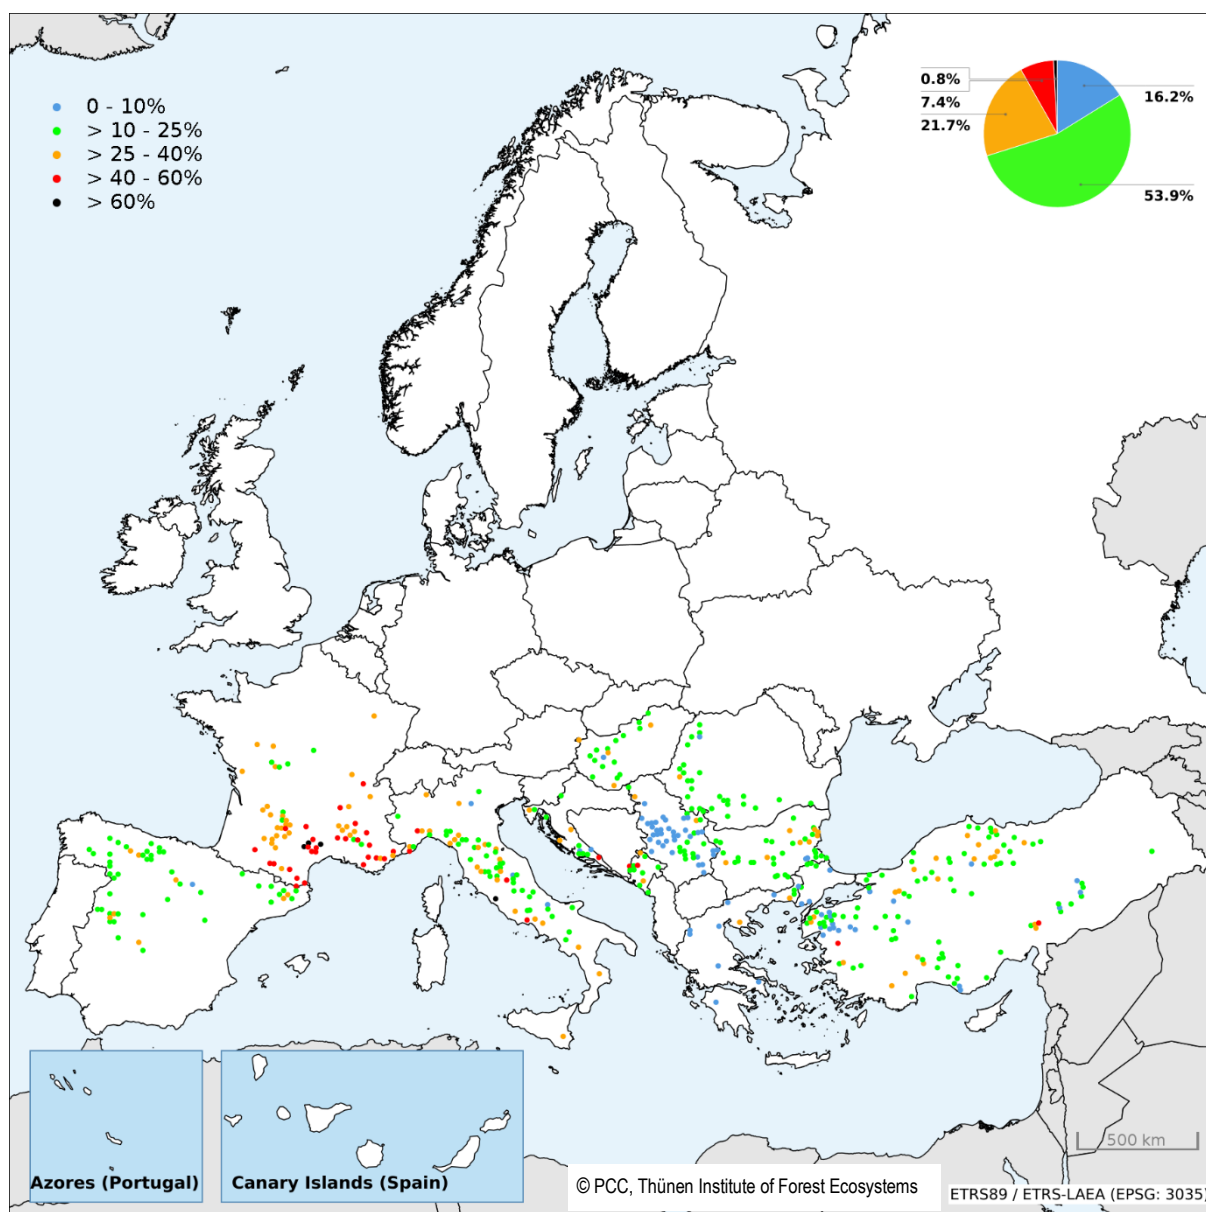 0 - 10%
> 10 - 25%
> 25 - 40%
> 40 - 60%
> 60%
0.8%
7.4%
21.7%
16.2%
53.9%
500 km
Azores (Portugal)
Canary Islands (Spain)
© PCC, Thünen Institute of Forest Ecosystems
ETRS89 / ETRS-LAEA (EPSG: 3035)